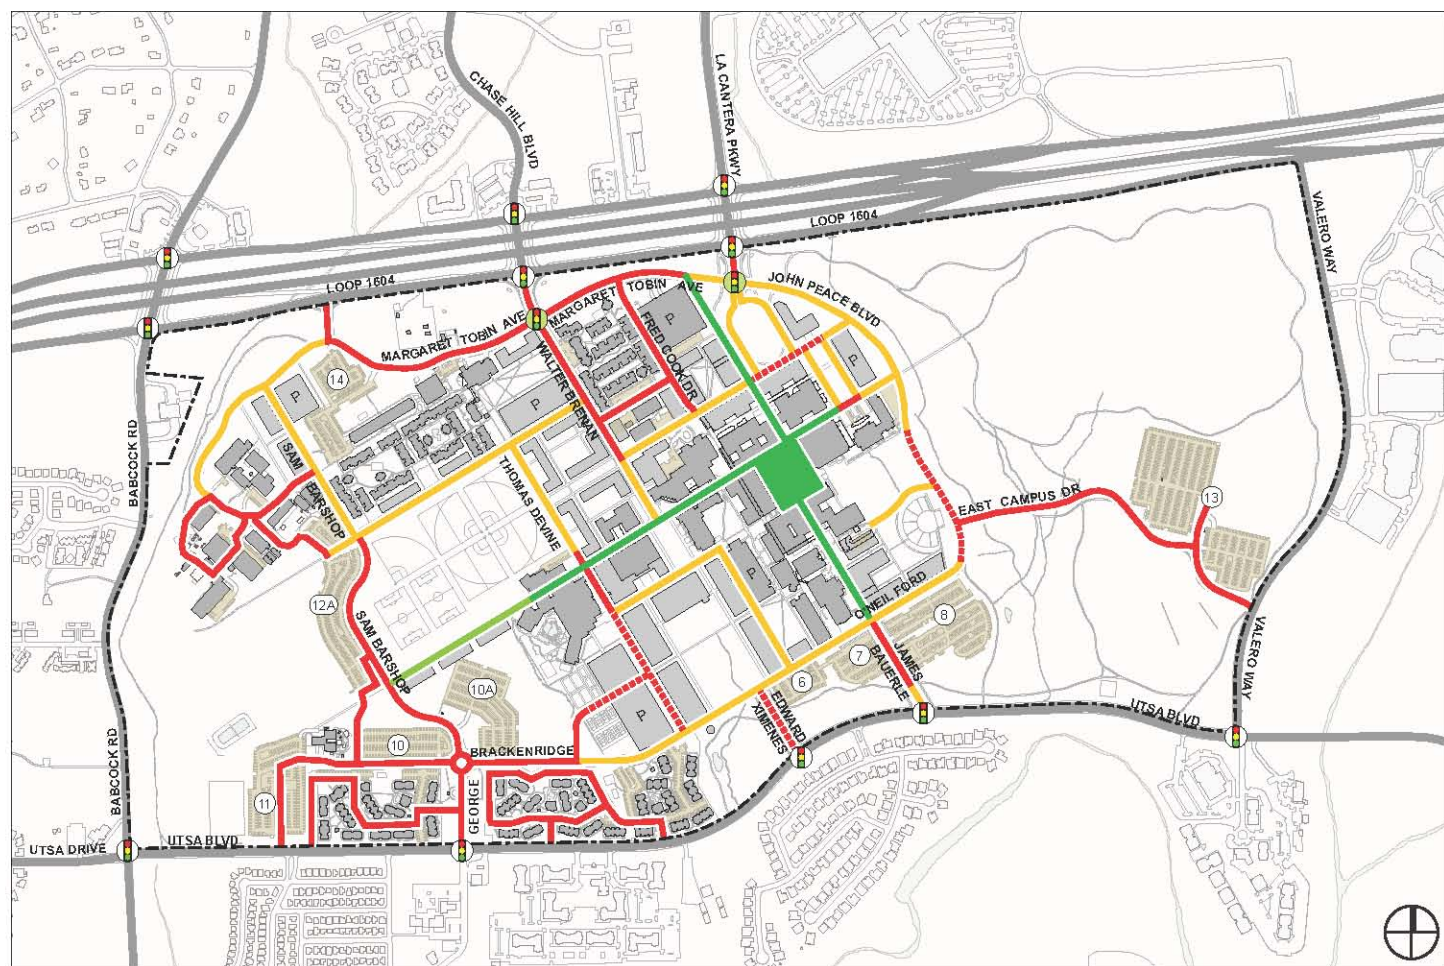 CHASE HILL BLVD
LA CANTERA PKWY
LOOP 1604
VALERO WAY
LOOP 1604
JOHN PEACE BLVD
MARGARET TOBIN AVE
MARGARET TOBIN AVE
FRED COOK DR
P
P
14
P
P
WALTER BRENAN
BABCOCK RD
SAM BARSHOP
THOMAS DEVINE
EAST CAMPUS DR
13
P
12A
O'NEIL FORD
8
SAM BARSHOP
7
JAMES BAUERLE
6
10A
EDWARD XIMENES
VALERO WAY
UTSA BLVD
P
BABCOCK RD
10
BRACKENRIDGE
11
GEORGE
UTSA DRIVE
UTSA BLVD